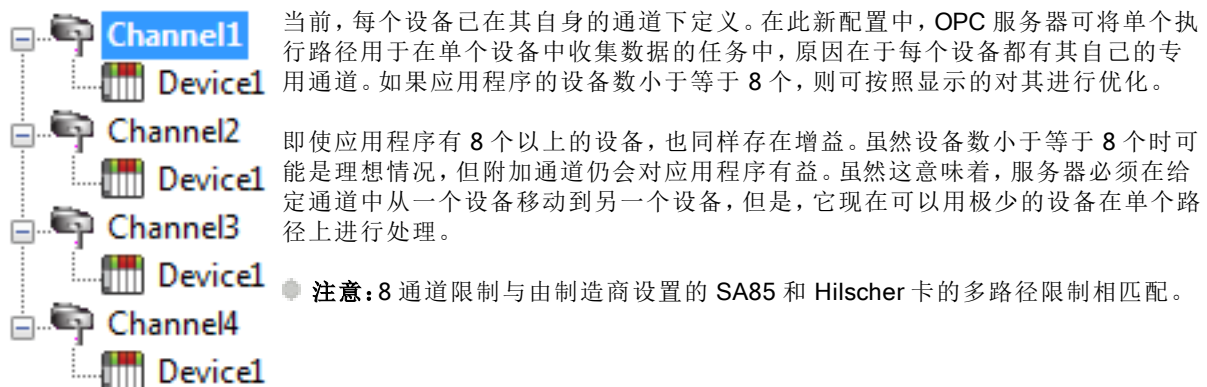 Channel1
Device1
Channel2
Device1
Channel3
Device1
Channel4
Device1
当前，每个设备已在其自身的通道下定义。在此新配置中，OPC 服务器可将单个执
行路径用于在单个设备中收集数据的任务中，原因在于每个设备都有其自己的专
用通道。如果应用程序的设备数小于等于 8 个，则可按照显示的对其进行优化。
即使应用程序有 8 个以上的设备，也同样存在增益。虽然设备数小于等于 8 个时可
能是理想情况，但附加通道仍会对应用程序有益。虽然这意味着，服务器必须在给
定通道中从一个设备移动到另一个设备，但是，它现在可以用极少的设备在单个路
径上进行处理。
注意：8 通道限制与由制造商设置的 SA85 和 Hilscher 卡的多路径限制相匹配。